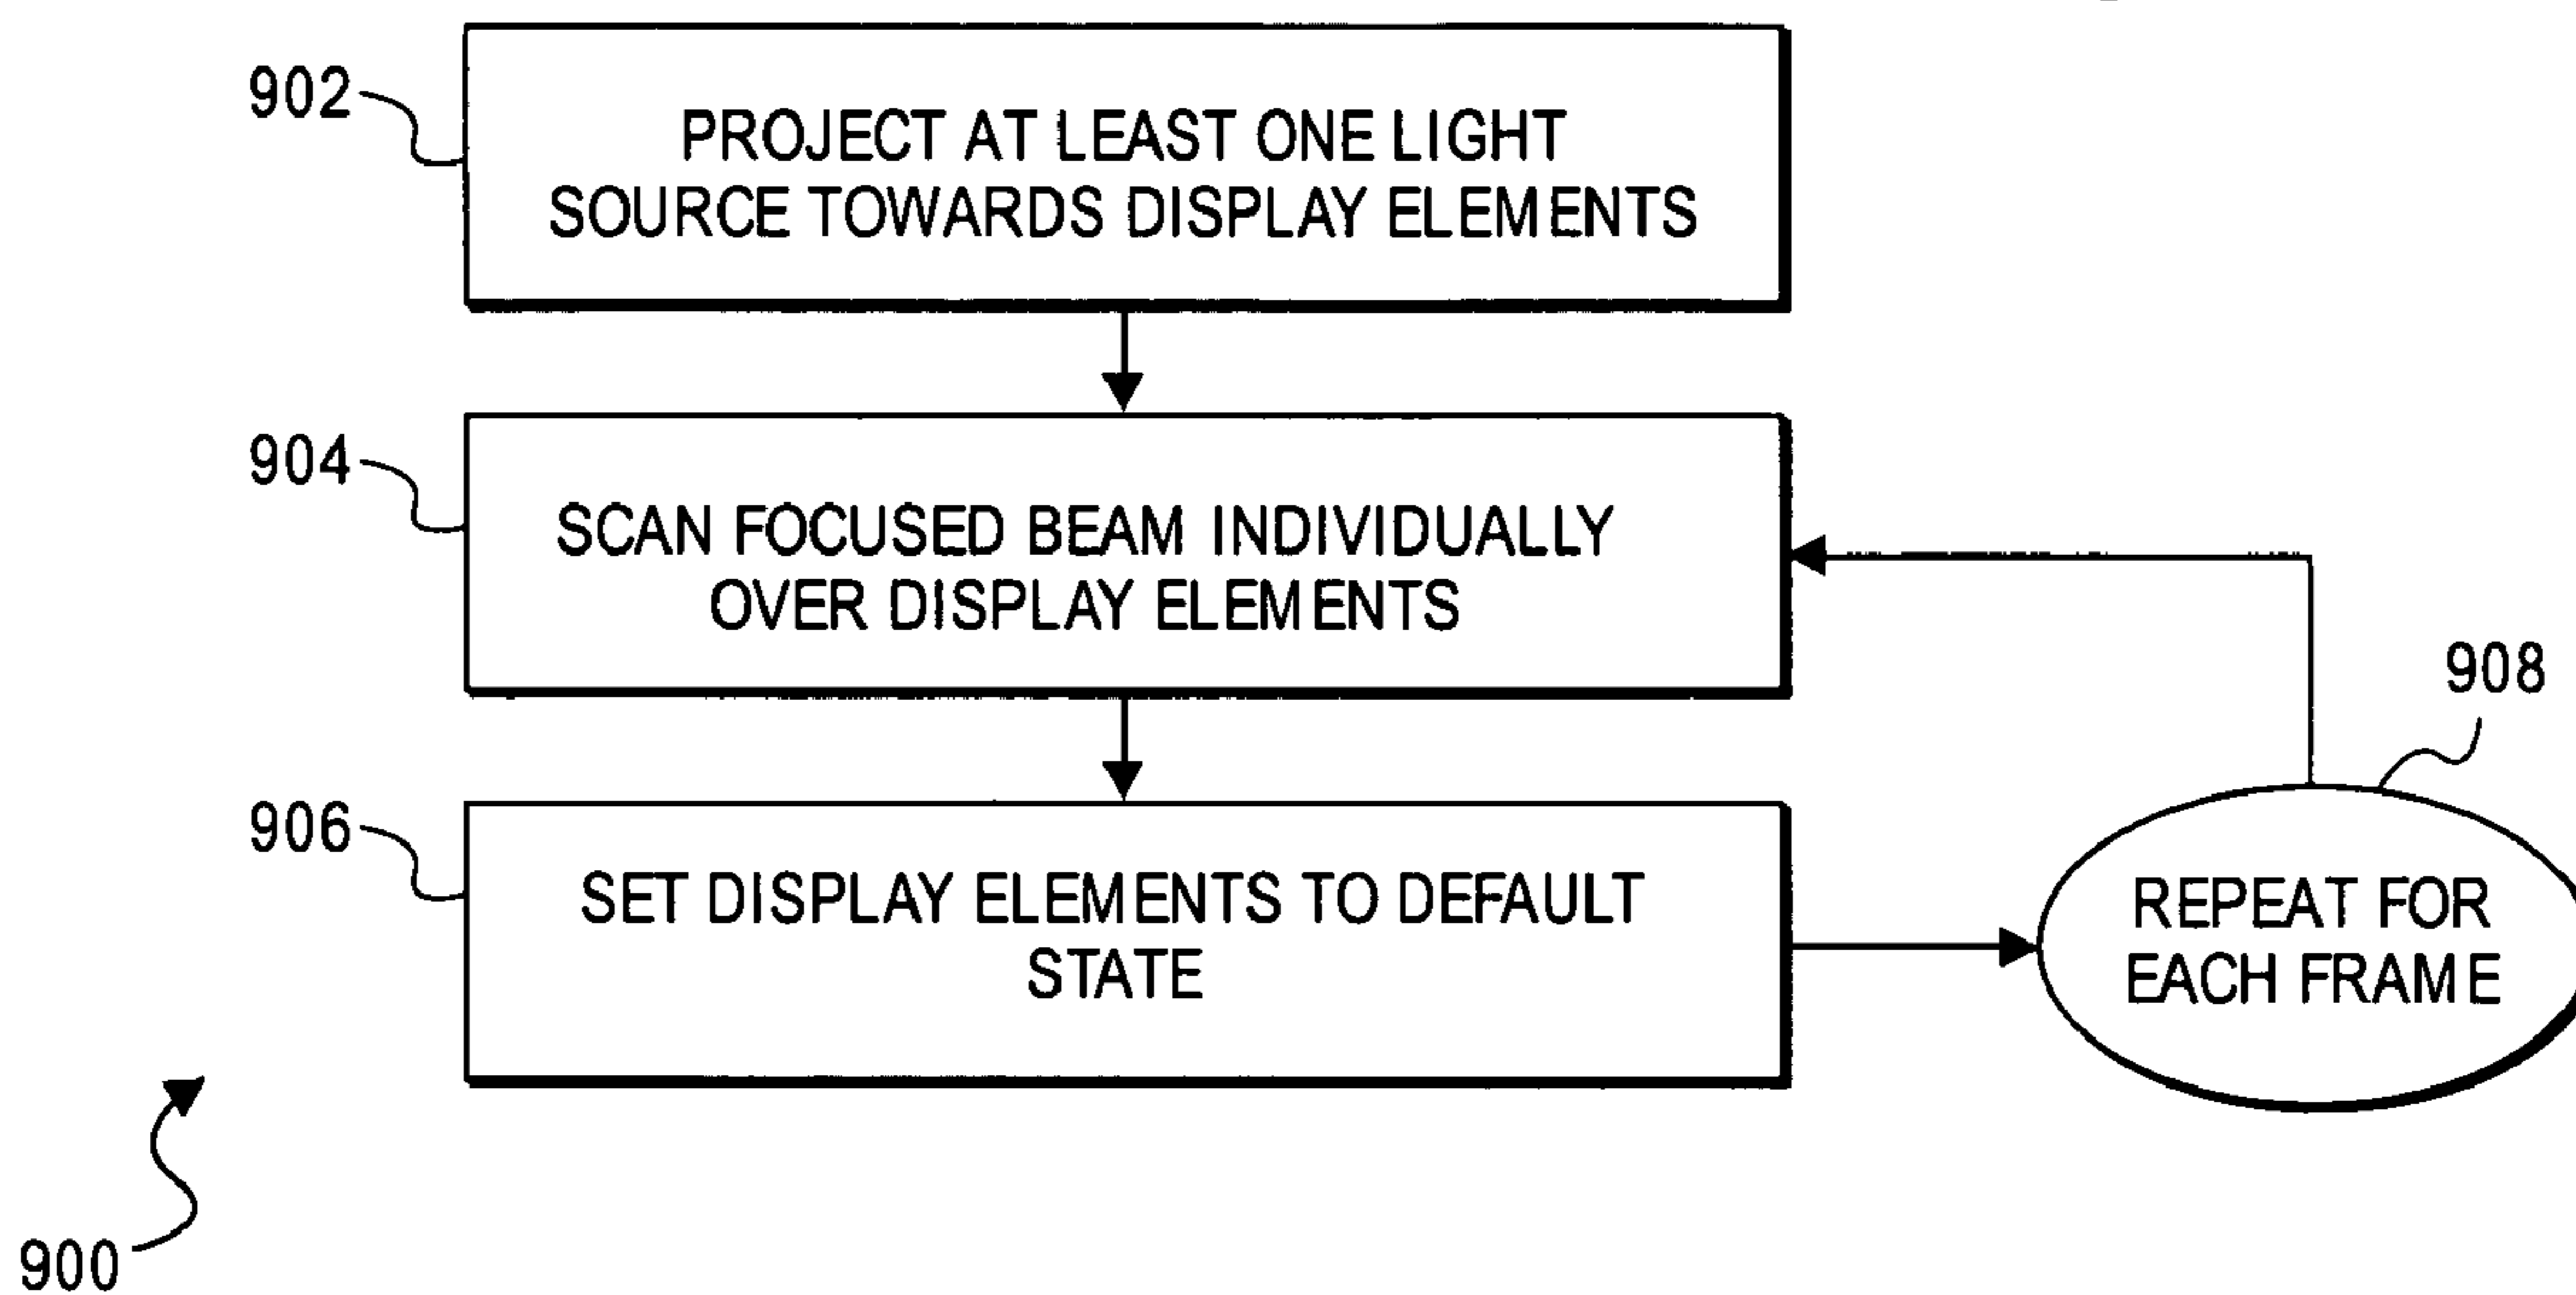 902
PROJECT AT LEAST ONE LIGHT
SOURCE TOWARDS DISPLAY ELEMENTS
904
SCAN FOCUSED BEAM INDIVIDUALLY
OVER DISPLAY ELEMENTS
908
906
SET DISPLAY ELEMENTS TO DEFAULT
STATE
REPEAT FOR
EACH FRAME
900